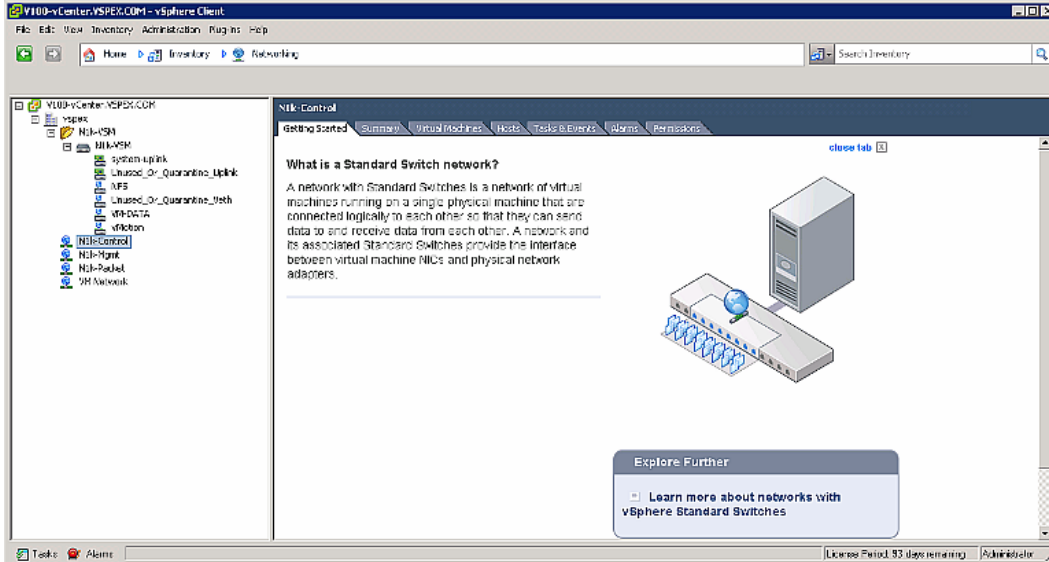 V100-vCenter.VSPEX.COM - vSphere Client
File Edit View Inventory Administration Plug-ins Help
Home Inventory Networking
Search Inventory
V100-vCenter.VSPEX.COM
vspex
N1k-VSM
N1k-VSM
system-uplink
Unused_Or_Quarantine_Uplink
NFS
Unused_Or_Quarantine_Veth
VM-DATA
vMotion
N1k-Control
N1k-Mgmt
N1k-Packet
VM Network
N1k-Control
Getting Started Summary Virtual Machines Hosts Tasks & Events Alarms Permissions
close tab
What is a Standard Switch network?
A network with Standard Switches is a network of virtual
machines running on a single physical machine that are
connected logically to each other so that they can send
data to and receive data from each other. A network and
its associated Standard Switches provide the interface
between virtual machine NICs and physical network
adapters.
Explore Further
Learn more about networks with
vSphere Standard Switches
Tasks Alarms
License Period: 93 days remaining Administrator